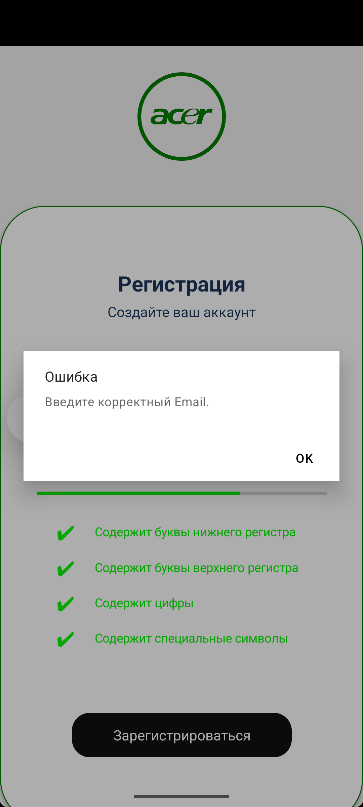 acer
Регистрация
Создайте ваш аккаунт
Ошибка
Введите корректный Email.
OK
Содержит буквы нижнего регистра
Содержит буквы верхнего регистра
Содержит цифры
Содержит специальные символы
Зарегистрироваться